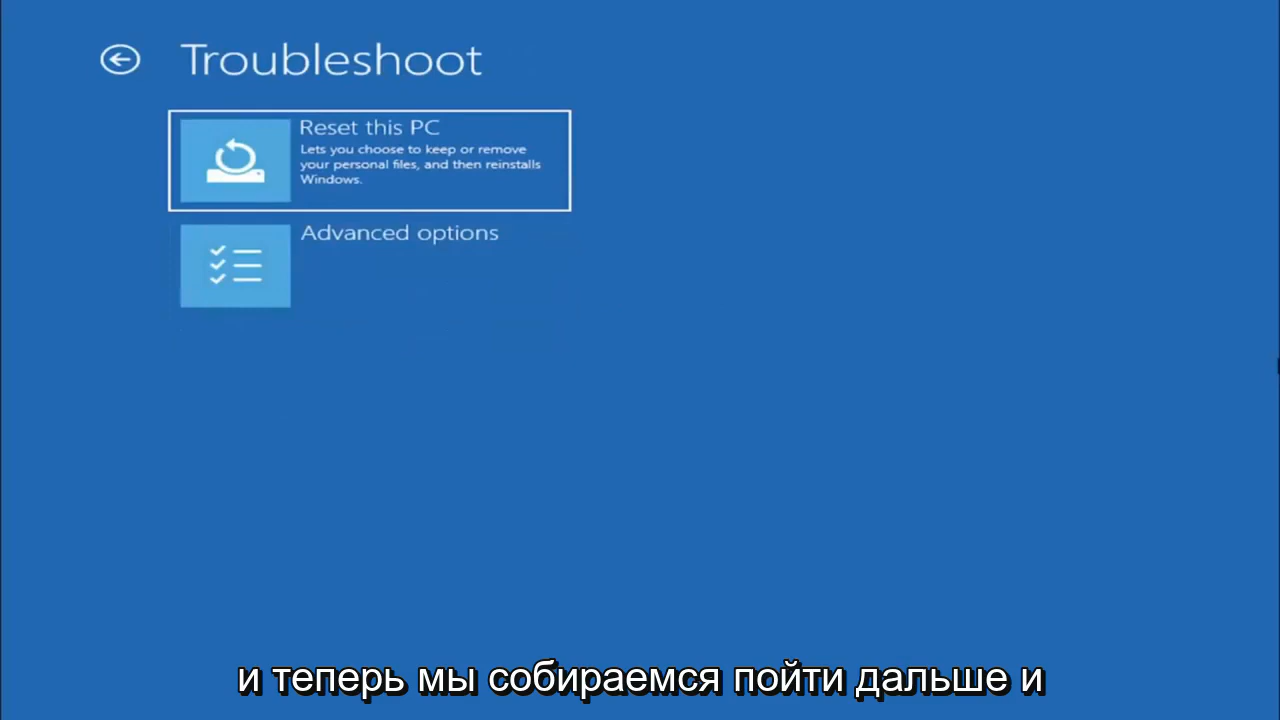 Troubleshoot
Reset this PC
Lets you choose to keep or remove
your personal files, and then reinstalls
Windows.
Advanced options
и теперь мы собираемся пойти дальше и